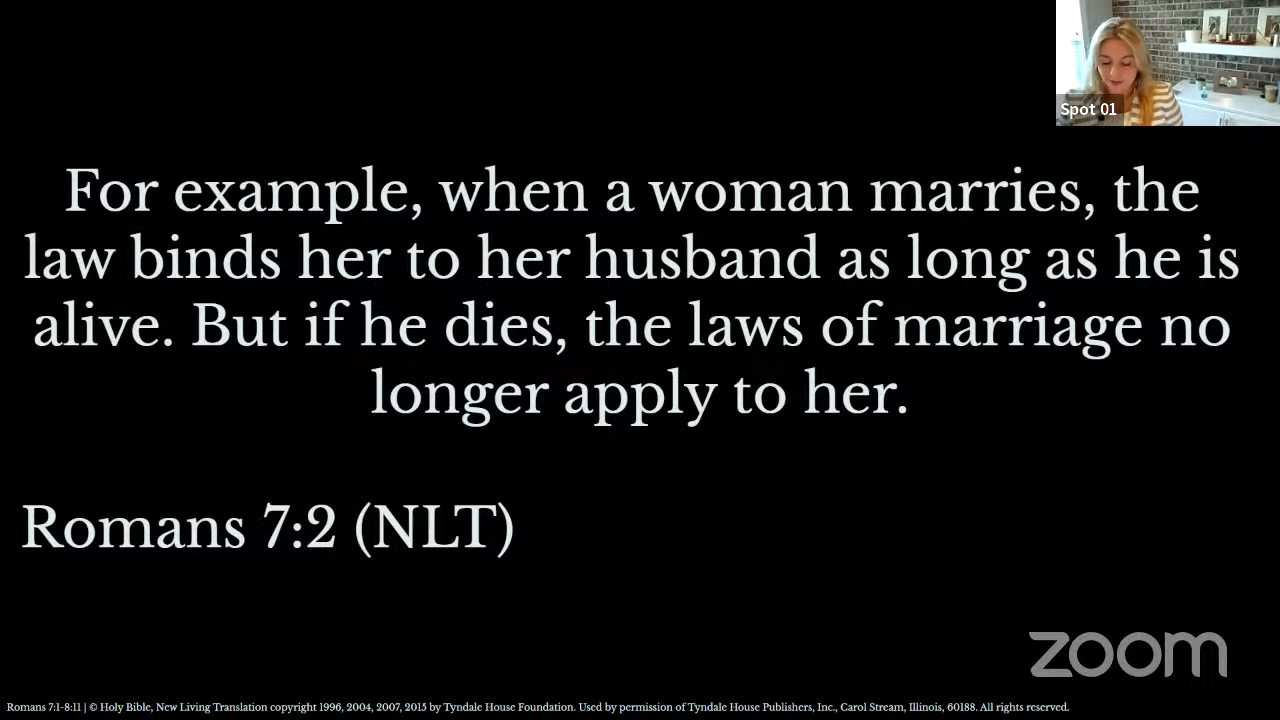 Spot 01
For example, when a woman marries, the
law binds her to her husband as long as he is
alive. But if he dies, the laws of marriage no
longer apply to her.
Romans 7:2 (NLT)
zoom
Romans 7:1-8:11 | © Holy Bible, New Living Translation copyright 1996, 2004, 2007, 2015 by Tyndale House Foundation. Used by permission of Tyndale House Publishers, Inc., Carol Stream, Illinois, 60188. All rights reserved.